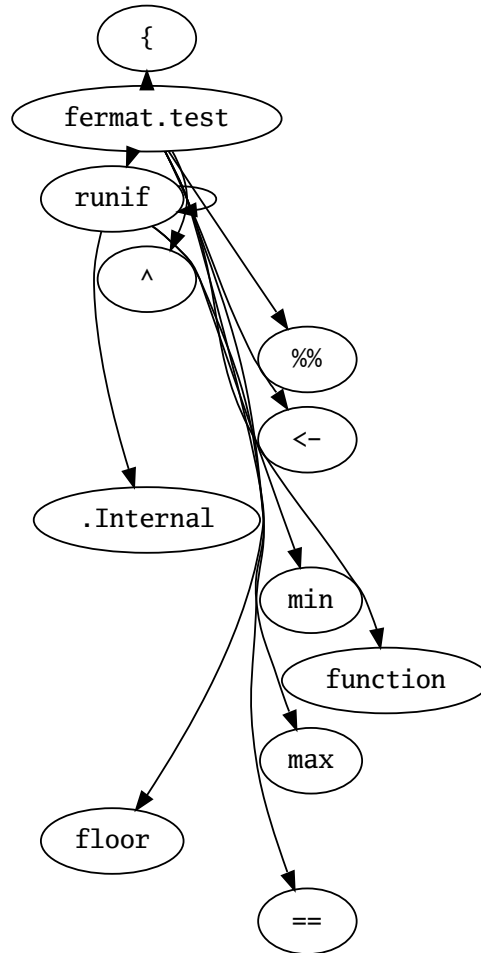 {
fermat.test
runif
^
%%
<-
.Internal
min
function
max
floor
==